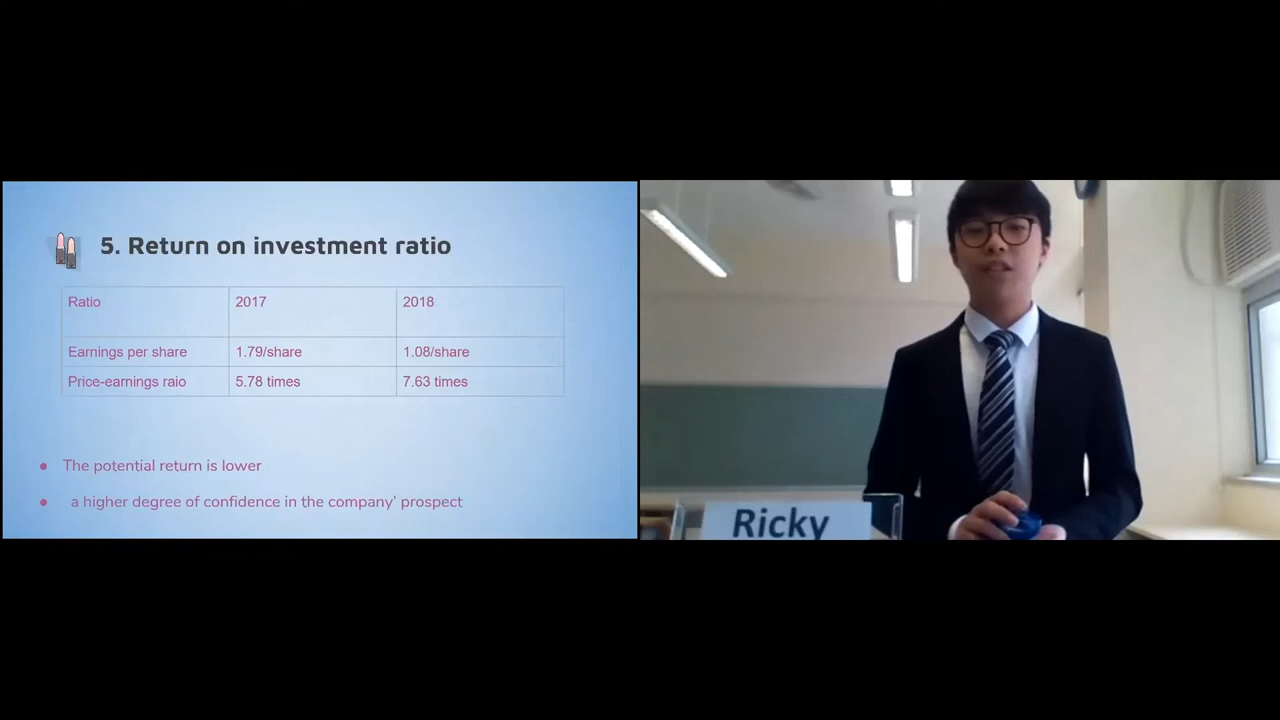 5. Return on investment ratio
Ratio 2017 2018
Earnings per share 1.79/share 1.08/share
Price-earnings raio 5.78 times 7.63 times
● The potential return is lower
● a higher degree of confidence in the company' prospect
Ricky